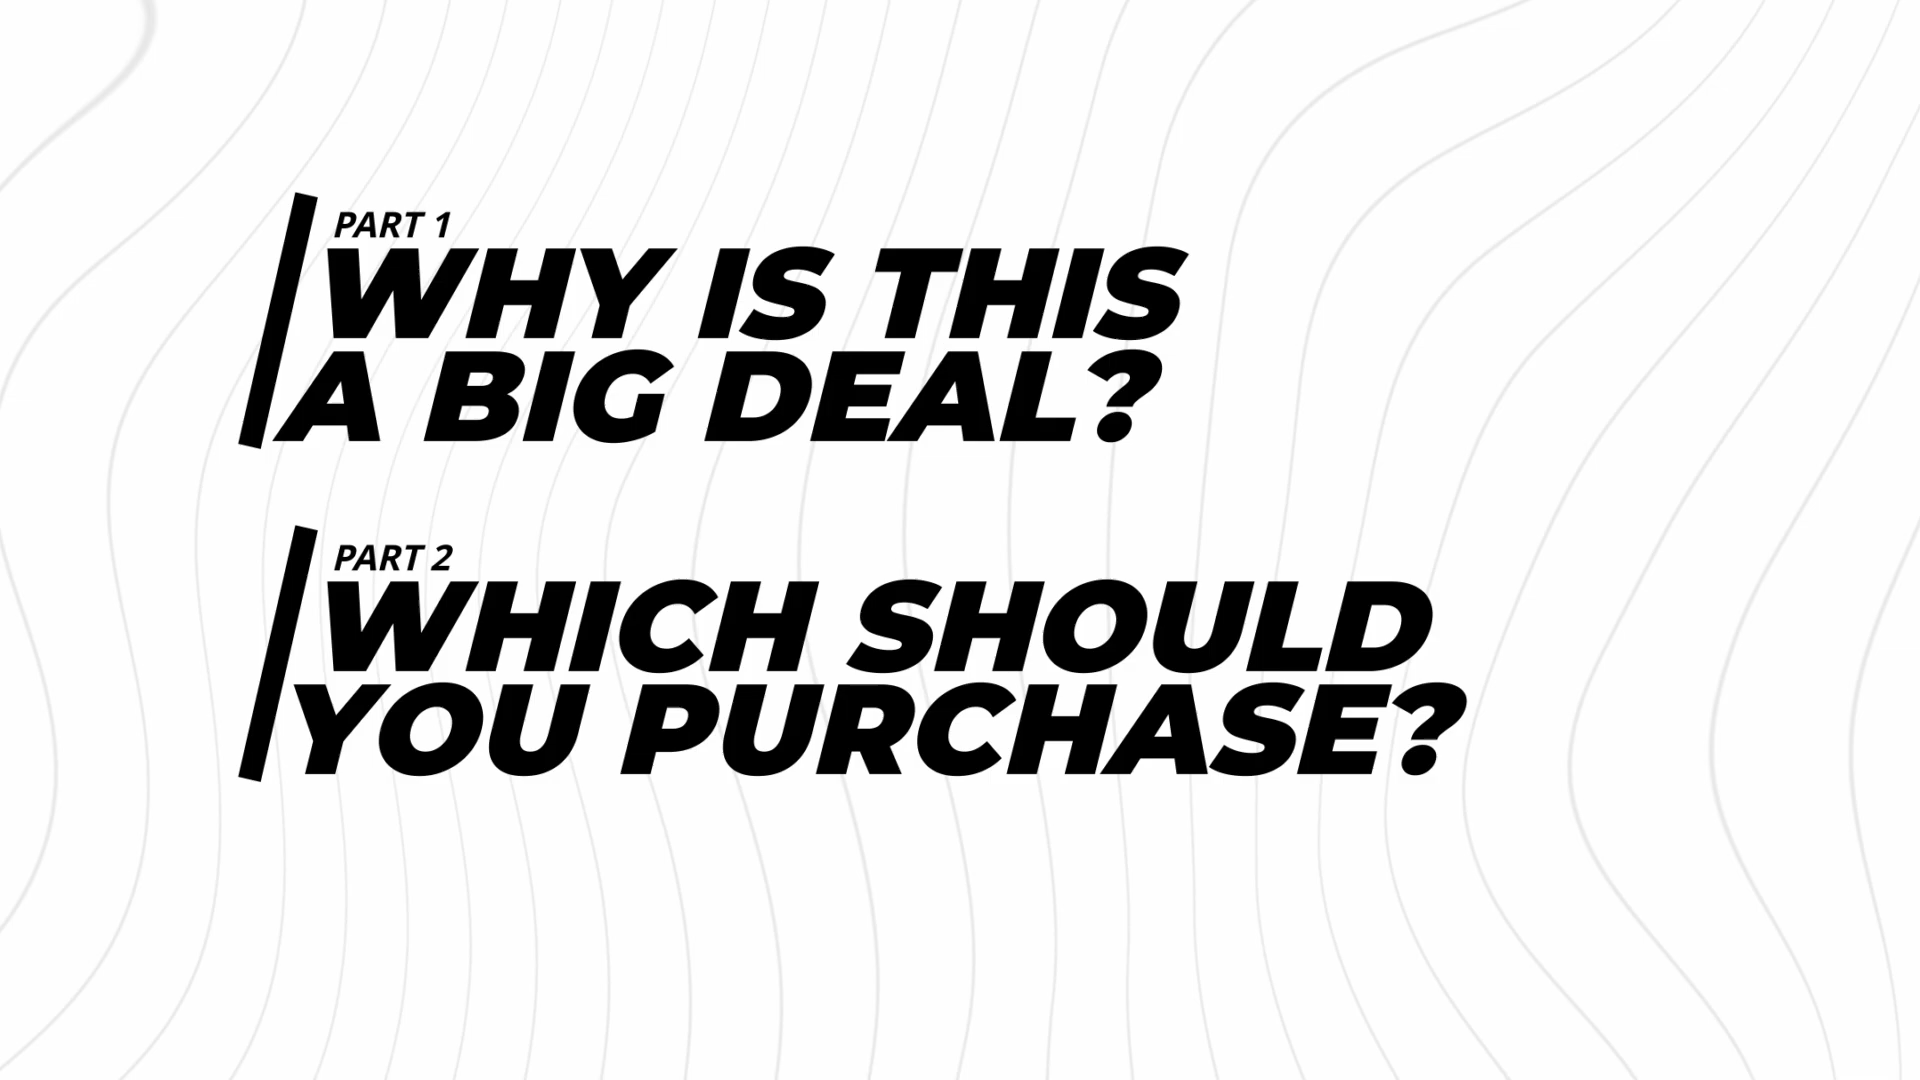 PART 1
WHY IS THIS
A BIG DEAL?
PART 2
WHICH SHOULD
YOU PURCHASE?